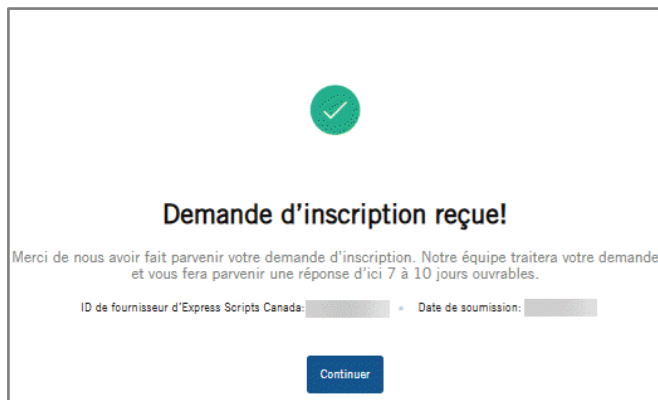 Demande d'inscription reçue!
Merci de nous avoir fait parvenir votre demande d'inscription. Notre équipe traitera votre demande
et vous fera parvenir une réponse d'ici 7 à 10 jours ouvrables.
ID de fournisseur d'Express Scripts Canada: • Date de soumission:
Continuer